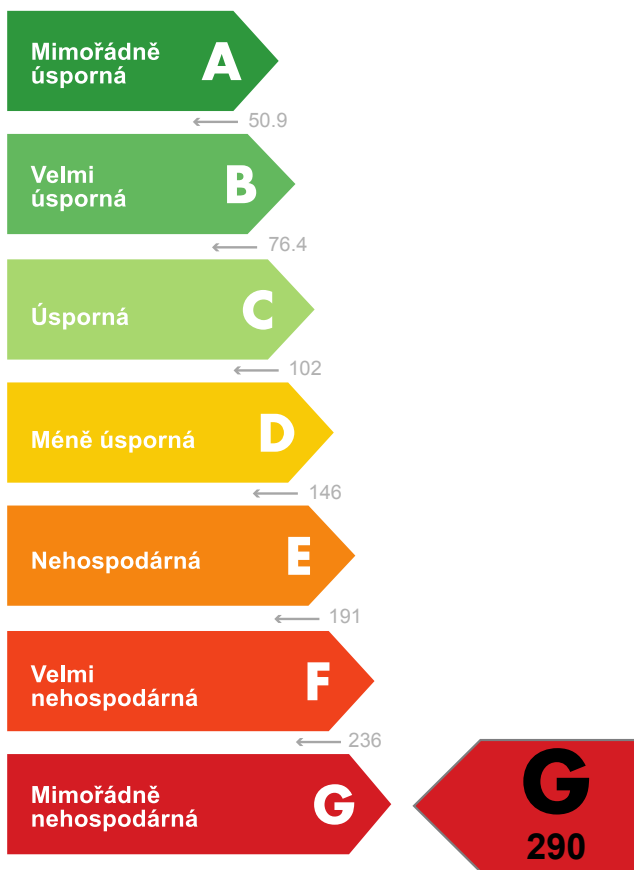 Mimořádně
úsporná
A
← 50.9
Velmi
úsporná
B
← 76.4
Úsporná C
← 102
Méně úsporná D
← 146
Nehospodárná E
← 191
Velmi
nehospodárná
F
← 236
Mimořádně
nehospodárná
G
G
290